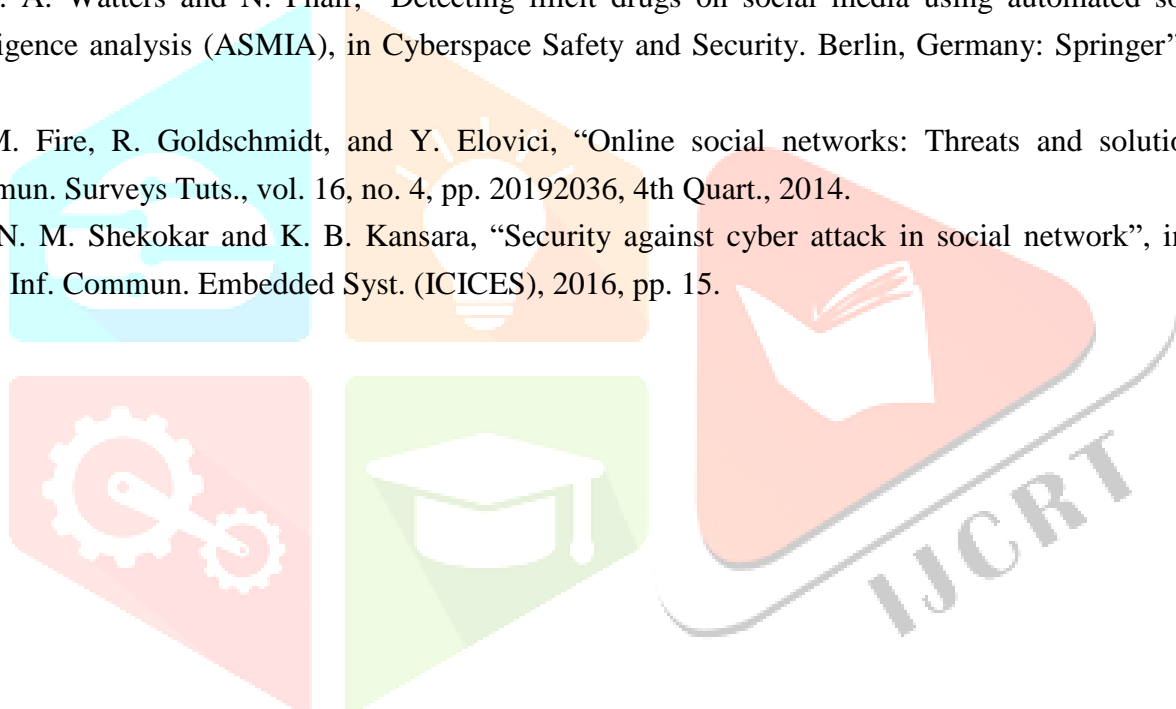 . A. Watters and N. Phair, “Detecting illicit drugs on social media using automated so
igence analysis (ASMIA), in Cyberspace Safety and Security. Berlin, Germany: Springer”
M. Fire, R. Goldschmidt, and Y. Elovici, “Online social networks: Threats and solutio
mun. Surveys Tuts., vol. 16, no. 4, pp. 20192036, 4th Quart., 2014.
N. M. Shekokar and K. B. Kansara, “Security against cyber attack in social network”, in
Inf. Commun. Embedded Syst. (ICICES), 2016, pp. 15.
IJCRT